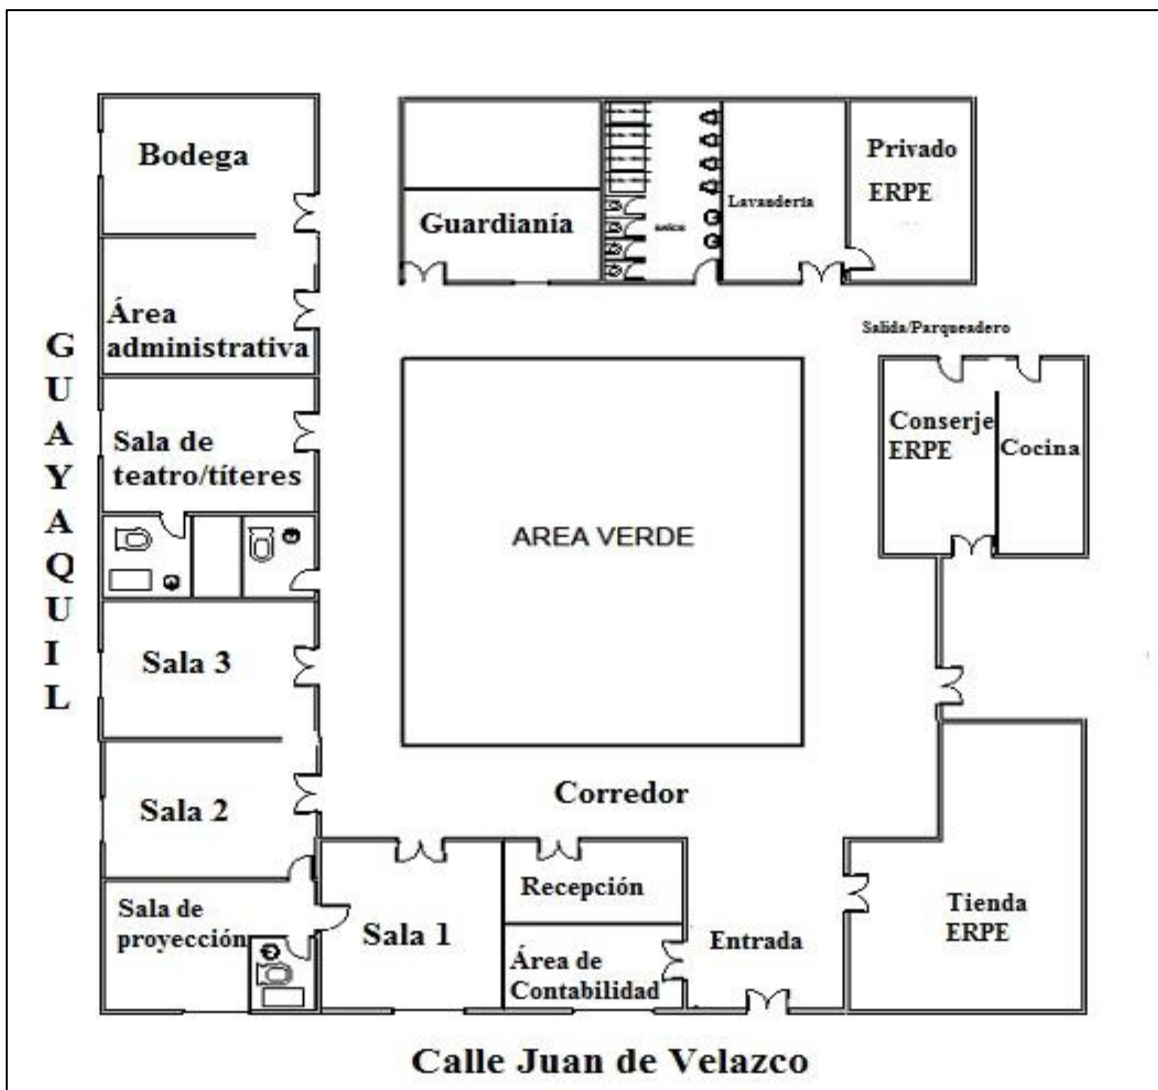 Bodega
Privado
ERPE
Lavandería
Guardianía
Área
administrativa
Salida/Parqueadero
GUAYAQUIL
Conserje
ERPE
Cocina
Sala de
teatro/títeres
AREA VERDE
Sala 3
Corredor
Sala 2
Recepción
Sala de
proyección
Sala 1
Entrada
Tienda
ERPE
Área de
Contabilidad
Calle Juan de Velazco